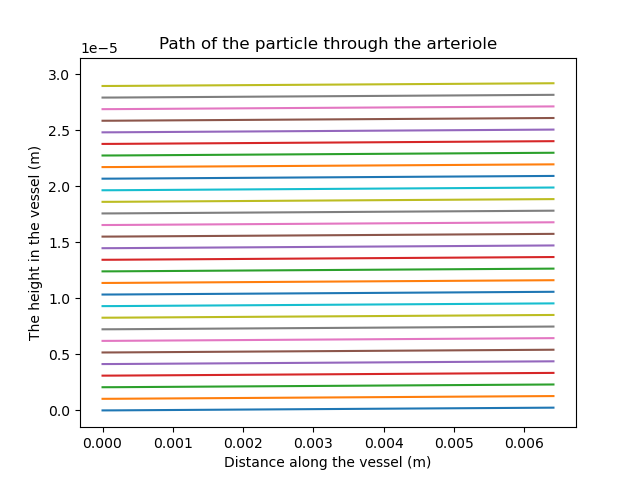 Path of the particle through the arteriole
1e−5
3.0
2.5
2.0
1.5
1.0
0.5
0.0
The height in the vessel (m)
0.000 0.001 0.002 0.003 0.004 0.005 0.006
Distance along the vessel (m)